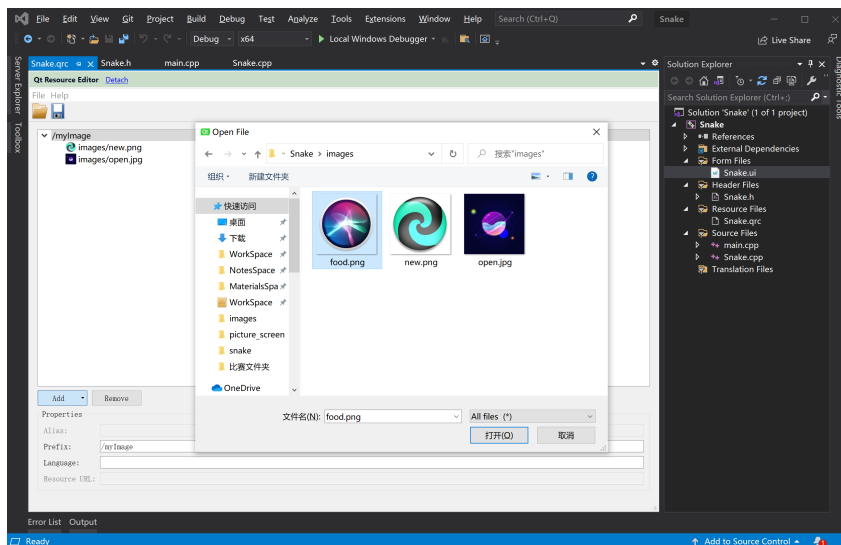 File Edit View Git Project Build Debug Test Analyze Tools Extensions Window Help Search (Ctrl+Q) Snake
Debug x64 Local Windows Debugger Live Share
Server Explorer
Toolbox
Snake.qrc Snake.h main.cpp Snake.cpp
Qt Resource Editor Detach
File Help
/myImage
images/new.png
images/open.jpg
Add Remove
Properties
Alias:
Prefix: /myImage
Language:
Resource URL:
Open File
Snake > images 搜索"images"
组织 新建文件夹
快速访问
桌面
下载
WorkSpace
NotesSpace
MaterialsSpa
WorkSpace
images
picture_screen
snake
比赛文件夹
OneDrive
food.png new.png open.jpg
文件名(N): food.png All files (*)
打开(O) 取消
Solution Explorer
Search Solution Explorer (Ctrl+;)
Solution 'Snake' (1 of 1 project)
Snake
References
External Dependencies
Form Files
Snake.ui
Header Files
Snake.h
Resource Files
Snake.qrc
Source Files
main.cpp
Snake.cpp
Translation Files
Diagnostic Tools
Error List Output
Ready Add to Source Control